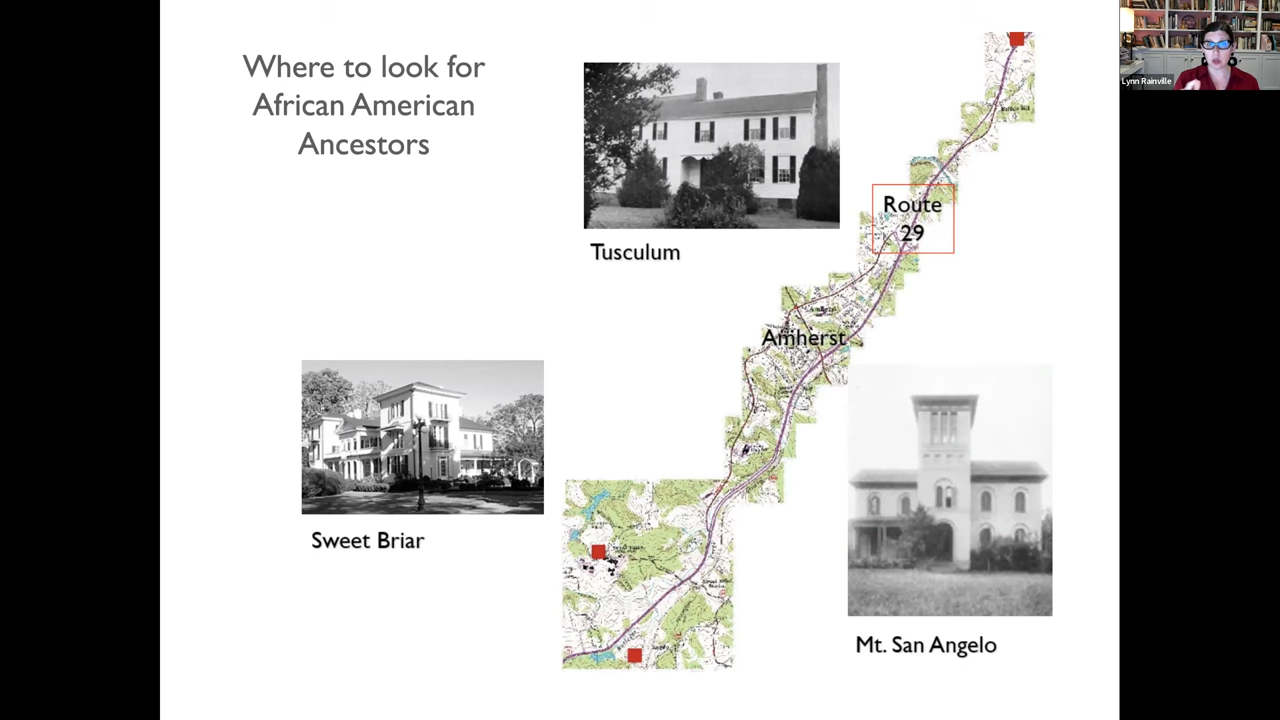 Where to look for
African American
Ancestors
Tusculum
Route
29
Amherst
Sweet Briar
Mt. San Angelo
Lynn Rainville